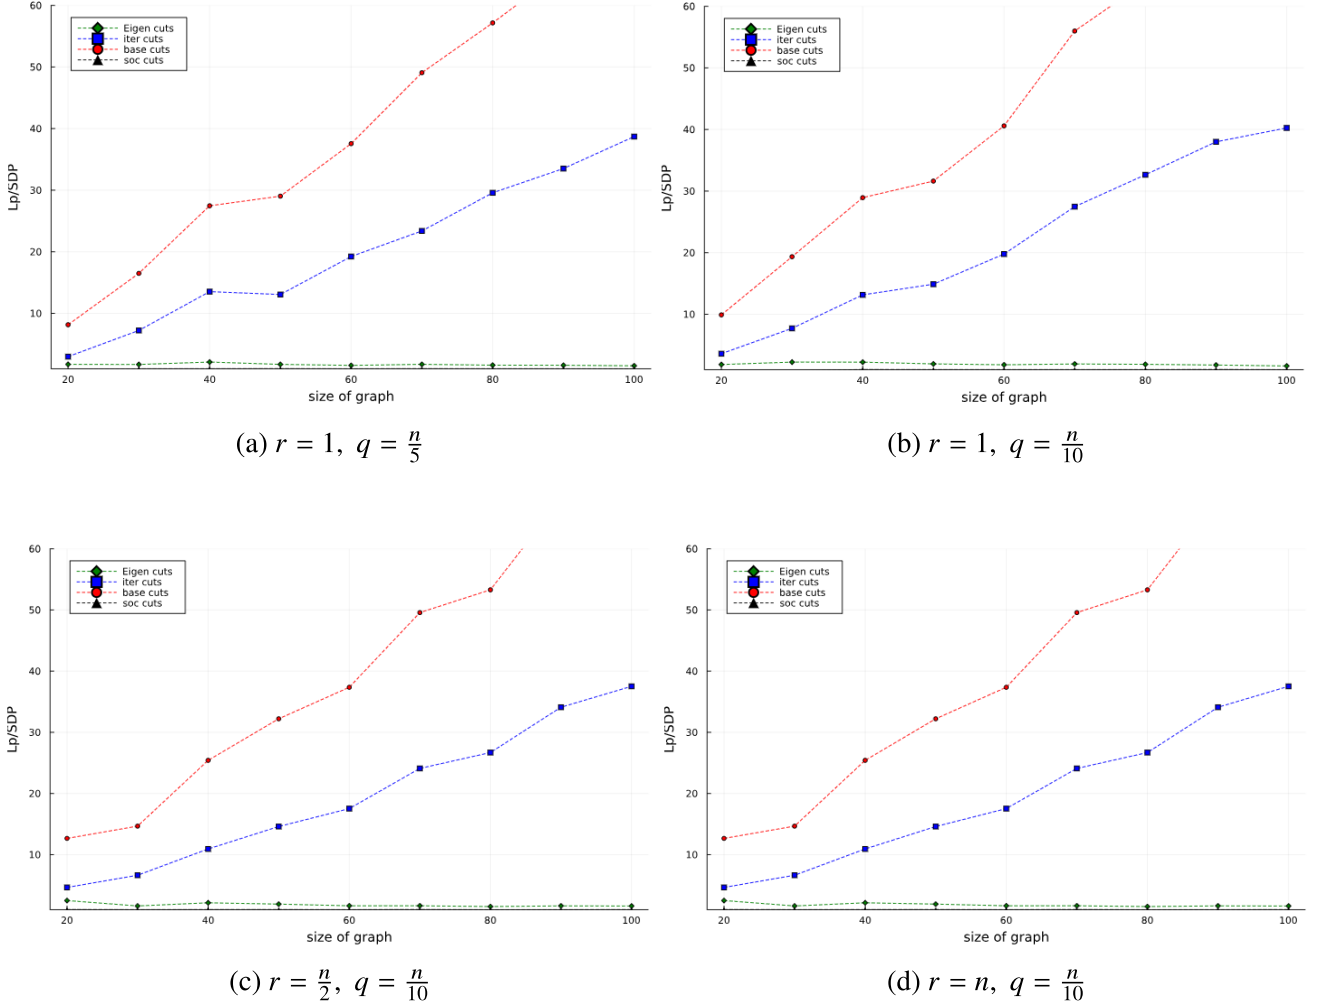 60
50
40
30
20
10
Lp/SDP
Eigen cuts
iter cuts
base cuts
soc cuts
20 40 60 80 100
size of graph
(a) r = 1, q = n/5
60
50
40
30
20
10
Lp/SDP
Eigen cuts
iter cuts
base cuts
soc cuts
20 40 60 80 100
size of graph
(b) r = 1, q = n/10
60
50
40
30
20
10
Lp/SDP
Eigen cuts
iter cuts
base cuts
soc cuts
20 40 60 80 100
size of graph
(c) r = n/2, q = n/10
60
50
40
30
20
10
Lp/SDP
Eigen cuts
iter cuts
base cuts
soc cuts
20 40 60 80 100
size of graph
(d) r = n, q = n/10